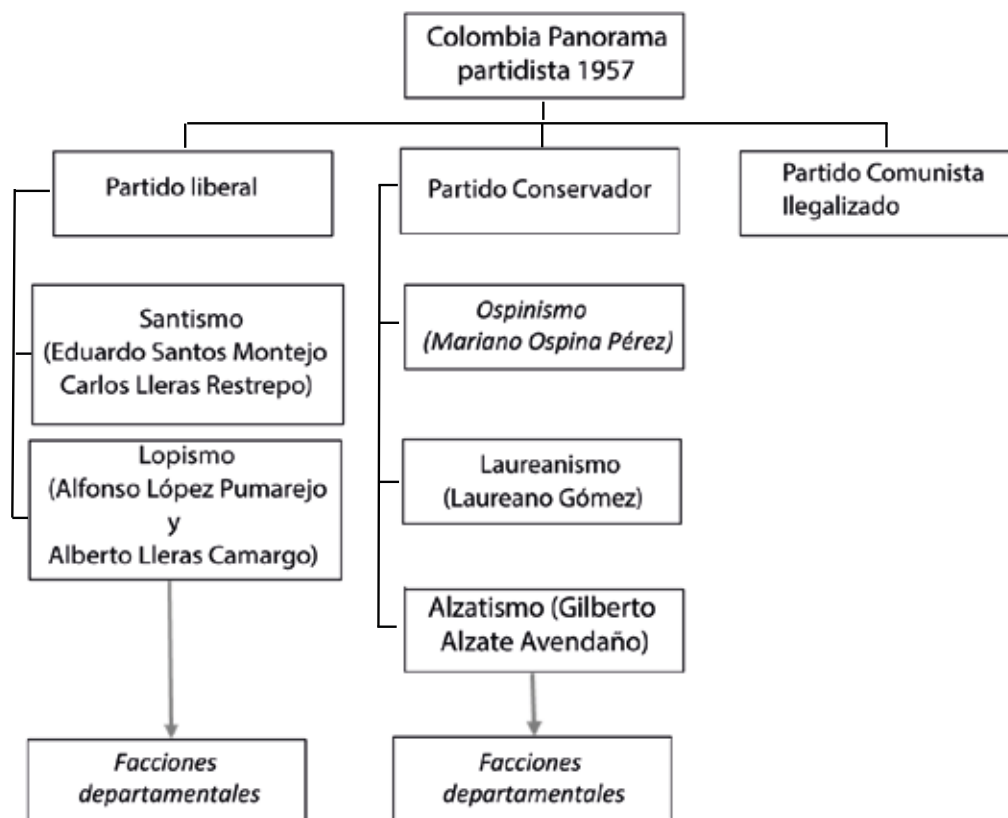 Colombia Panorama
partidista 1957
Partido liberal
Santismo
(Eduardo Santos Montejo
Carlos Lleras Restrepo)
Lopismo
(Alfonso López Pumarejo
y
Alberto Lleras Camargo)
Facciones
departamentales
Partido Conservador
Ospinismo
(Mariano Ospina Pérez)
Laureanismo
(Laureano Gómez)
Alzatismo (Gilberto
Alzate Avendaño)
Facciones
departamentales
Partido Comunista
Ilegalizado